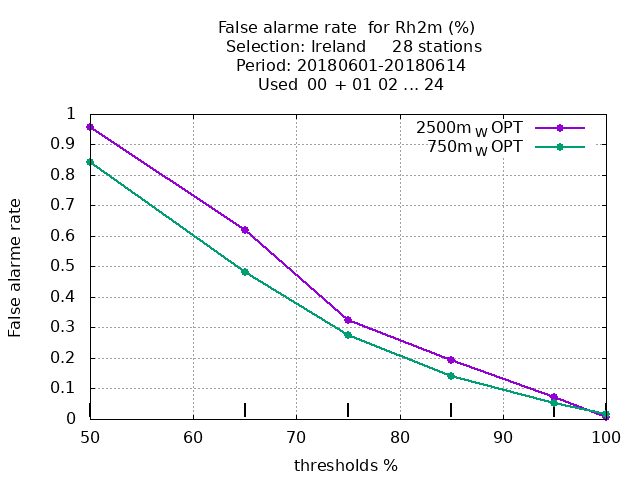 False alarme rate  for Rh2m (%)
Selection: Ireland     28 stations
Period: 20180601-20180614
Used  00  + 01 02 ... 24
1
0.9
0.8
0.7
0.6
0.5
0.4
0.3
0.2
0.1
0
False alarme rate
2500m W OPT
750m W OPT
50 60 70 80 90 100
thresholds %